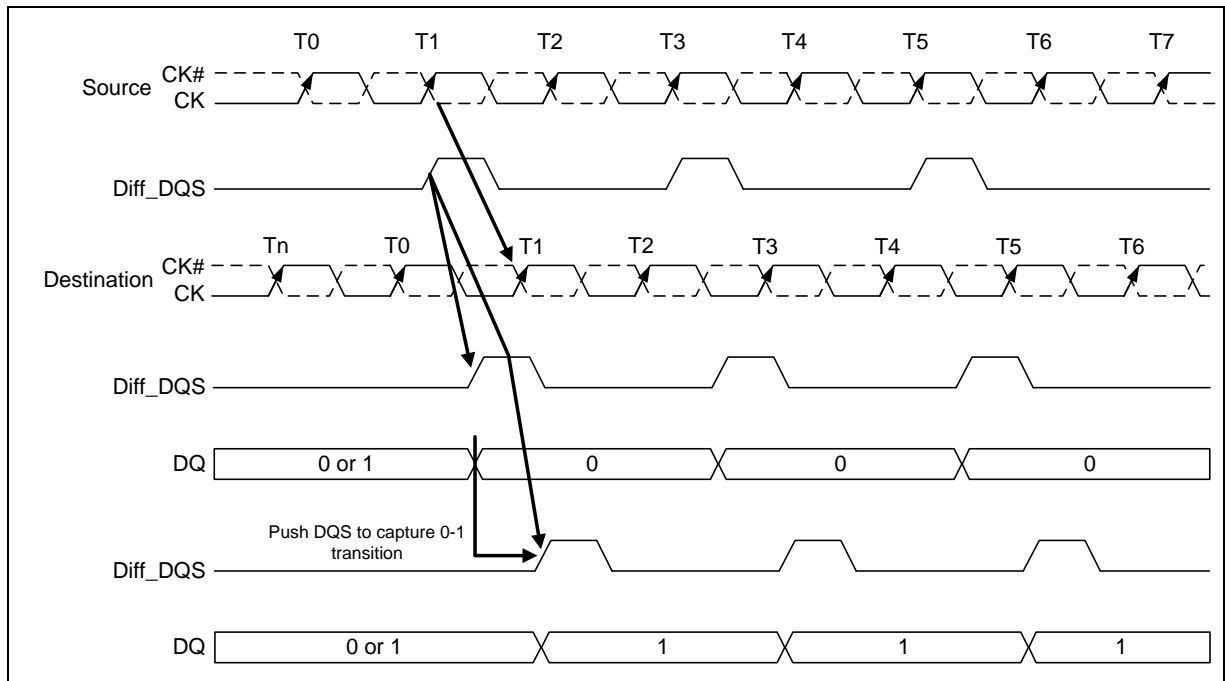 T0 T1 T2 T3 T4 T5 T6 T7
Source CK#
CK
Diff_DQS
Tn T0 T1 T2 T3 T4 T5 T6
Destination CK#
CK
Diff_DQS
DQ 0 or 1 0 0 0
Push DQS to capture 0-1
transition
Diff_DQS
DQ 0 or 1 1 1 1